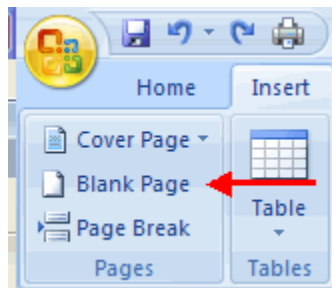 Home Insert
Cover Page
Blank Page
Page Break
Table
Pages Tables